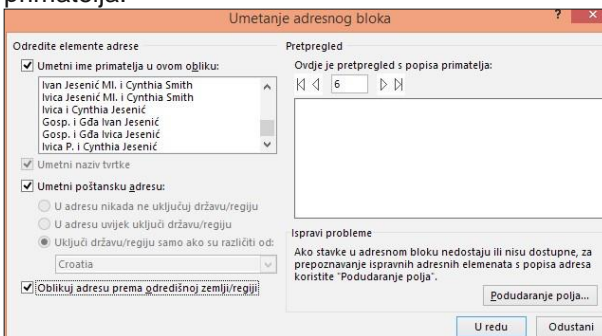 primatelja.
Umetanje adresnog bloka
?
Odredite elemente adrese
Umetni ime primatelja u ovom obliku:
Ivan Jesenić Ml. i Cynthia Smith
Ivica Jesenić Ml. i Cynthia Smith
Ivica i Cynthia Jesenić
Gosp. i Gđa Ivan Jesenić
Gosp. i Gđa Ivica Jesenić
Ivica P. i Cynthia Jesenić
Umetni naziv tvrtke
Umetni poštansku adresu:
U adresu nikada ne uključuj državu/regiju
U adresu uvijek uključi državu/regiju
Uključi državu/regiju samo ako su različiti od:
Croatia
Oblikuj adresu prema odredišnoj zemlji/regiji
Pretpregled
Ovdje je pretpregled s popisa primatelja:
6
Ispravi probleme
Ako stavke u adresnom bloku nedostaju ili nisu dostupne, za
prepoznavanje ispravnih adresnih elemenata s popisa adresa
koristite "Podudaranje polja".
Podudaranje polja...
U redu
Odustani